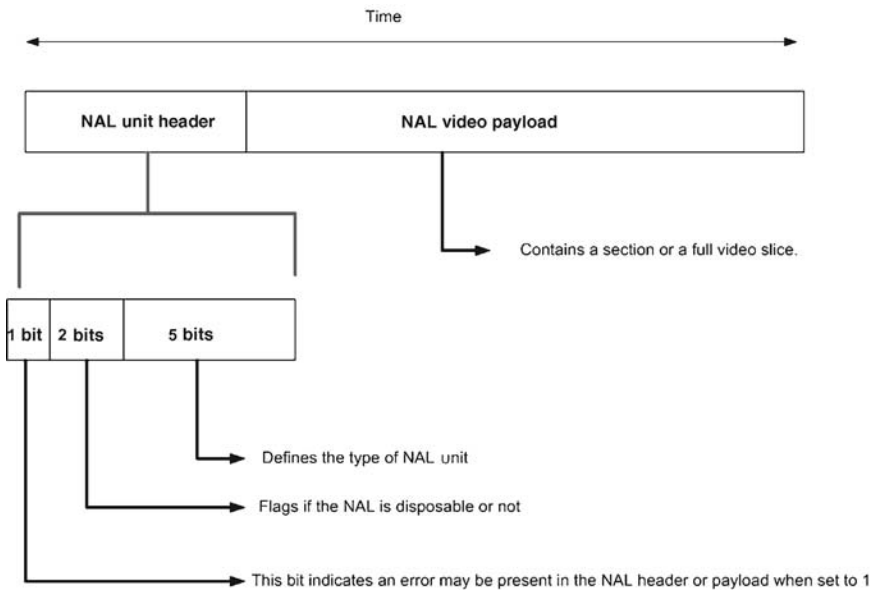 Time
NAL unit header
NAL video payload
Contains a section or a full video slice.
1 bit
2 bits
5 bits
Defines the type of NAL unit
Flags if the NAL is disposable or not
This bit indicates an error may be present in the NAL header or payload when set to 1